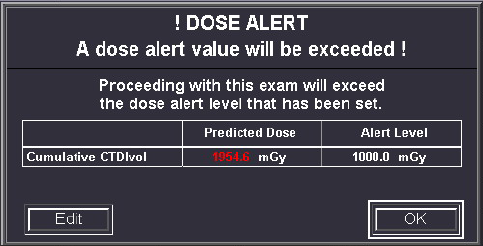 ! DOSE ALERT
A dose alert value will be exceeded !
Proceeding with this exam will exceed
the dose alert level that has been set.
Predicted Dose Alert Level
Cumulative CTDIvol 1954.6 mGy 1000.0 mGy
Edit OK